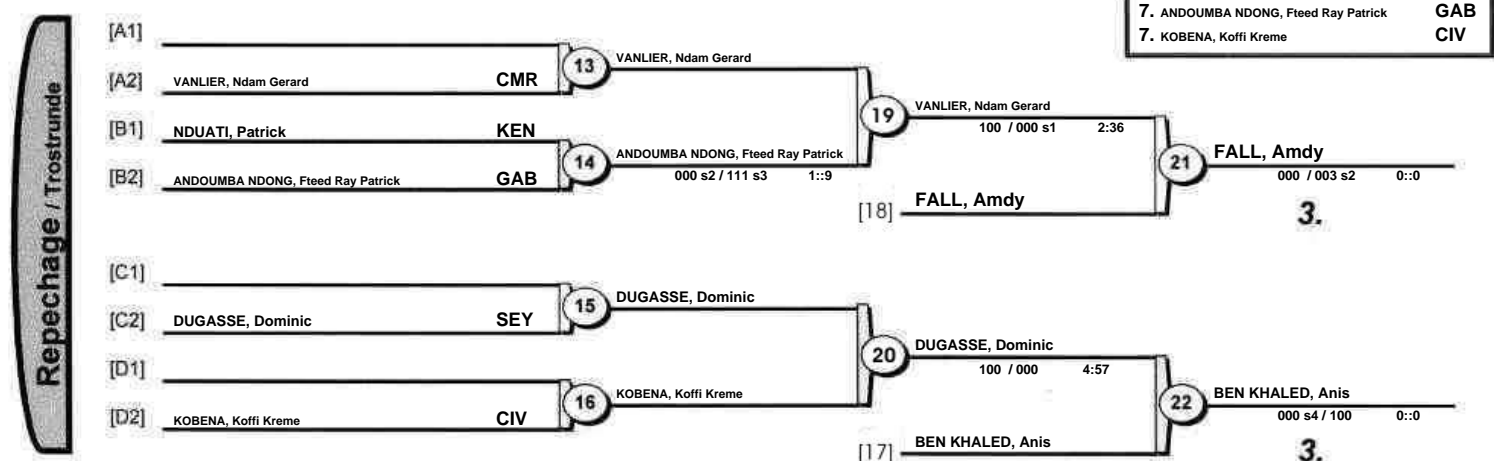 7. ANDOUMBA NDONG, Fteed Ray Patrick GAB
7. KOBENA, Koffi Kreme CIV
Repechage / Trostrunde
[A1]
[A2] VANLIER, Ndam Gerard CMR
13 VANLIER, Ndam Gerard
[B1] NDUATI, Patrick KEN
[B2] ANDOUMBA NDONG, Fteed Ray Patrick GAB
14 ANDOUMBA NDONG, Fteed Ray Patrick
000 s2 / 111 s3 1::9
19 VANLIER, Ndam Gerard
100 / 000 s1 2:36
[18] FALL, Amdy
21 FALL, Amdy
000 / 003 s2 0::0
3.
[C1]
[C2] DUGASSE, Dominic SEY
15 DUGASSE, Dominic
[D1]
[D2] KOBENA, Koffi Kreme CIV
16 KOBENA, Koffi Kreme
20 DUGASSE, Dominic
100 / 000 4:57
[17] BEN KHALED, Anis
22 BEN KHALED, Anis
000 s4 / 100 0::0
3.